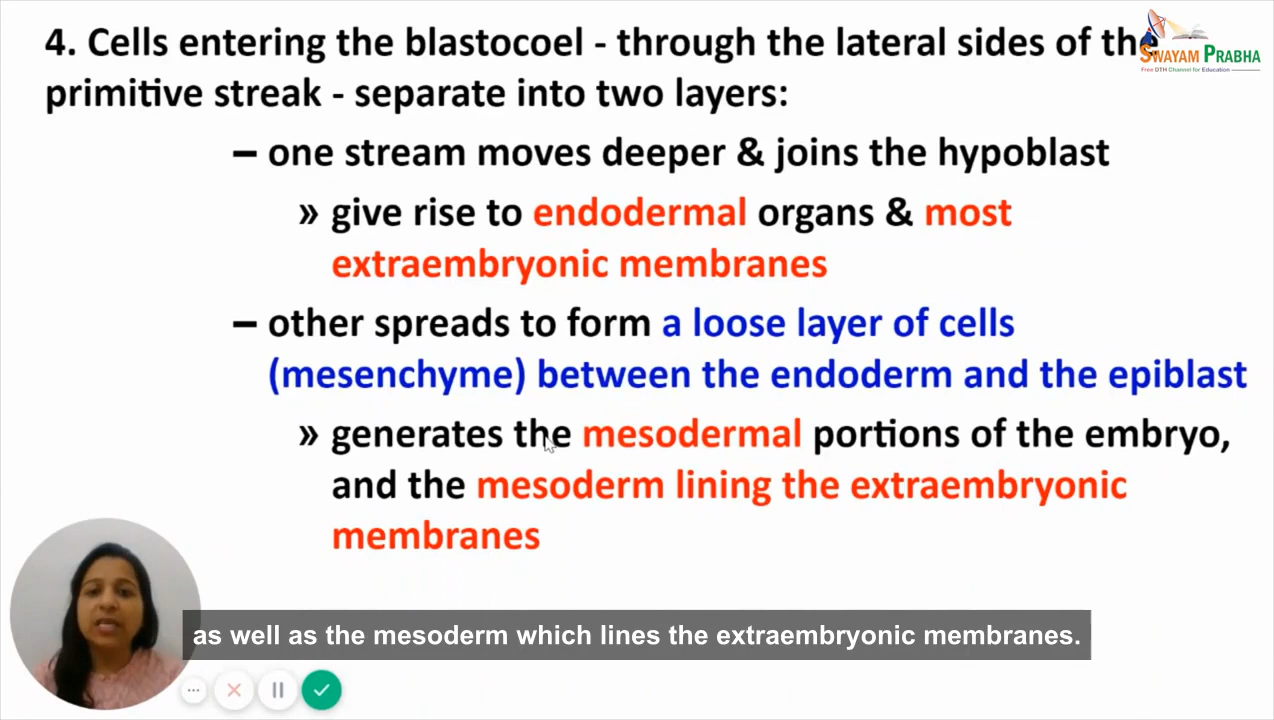 4. Cells entering the blastocoel - through the lateral sides of the
primitive streak - separate into two layers:
– one stream moves deeper & joins the hypoblast
» give rise to endodermal organs & most
extraembryonic membranes
– other spreads to form a loose layer of cells
(mesenchyme) between the endoderm and the epiblast
» generates the mesodermal portions of the embryo,
and the mesoderm lining the extraembryonic
membranes
SWAYAM PRABHA
Free DTH Channel for Education
as well as the mesoderm which lines the extraembryonic membranes.